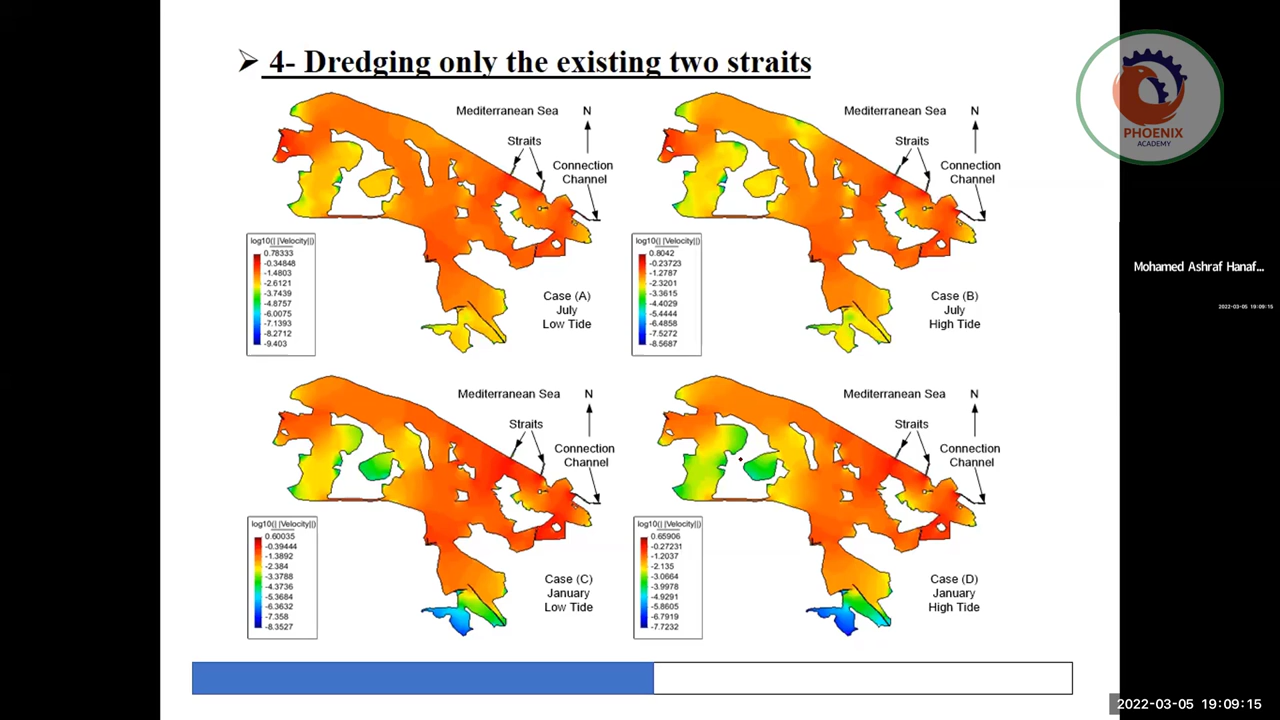 ➢ 4- Dredging only the existing two straits
Mediterranean Sea
N
Straits
Connection
Channel
log10(| |Velocity||)
0.78333
-0.34848
-1.4803
-2.6121
-3.7439
-4.8757
-6.0075
-7.1393
-8.2712
-9.403
Case (A)
July
Low Tide
Mediterranean Sea
N
Straits
Connection
Channel
log10(| |Velocity||)
0.8042
-0.23723
-1.2787
-2.3201
-3.3615
-4.4029
-5.4444
-6.4858
-7.5272
-8.5687
Case (B)
July
High Tide
Mediterranean Sea
N
Straits
Connection
Channel
log10(| |Velocity||)
0.60035
-0.39444
-1.3892
-2.384
-3.3788
-4.3736
-5.3684
-6.3632
-7.358
-8.3527
Case (C)
January
Low Tide
Mediterranean Sea
N
Straits
Connection
Channel
log10(| |Velocity||)
0.65906
-0.27231
-1.2037
-2.135
-3.0664
-3.9978
-4.9291
-5.8605
-6.7919
-7.7232
Case (D)
January
High Tide
PHOENIX
ACADEMY
Mohamed Ashraf Hanaf...
2022-03-05 19:09:15
2022-03-05 19:09:15